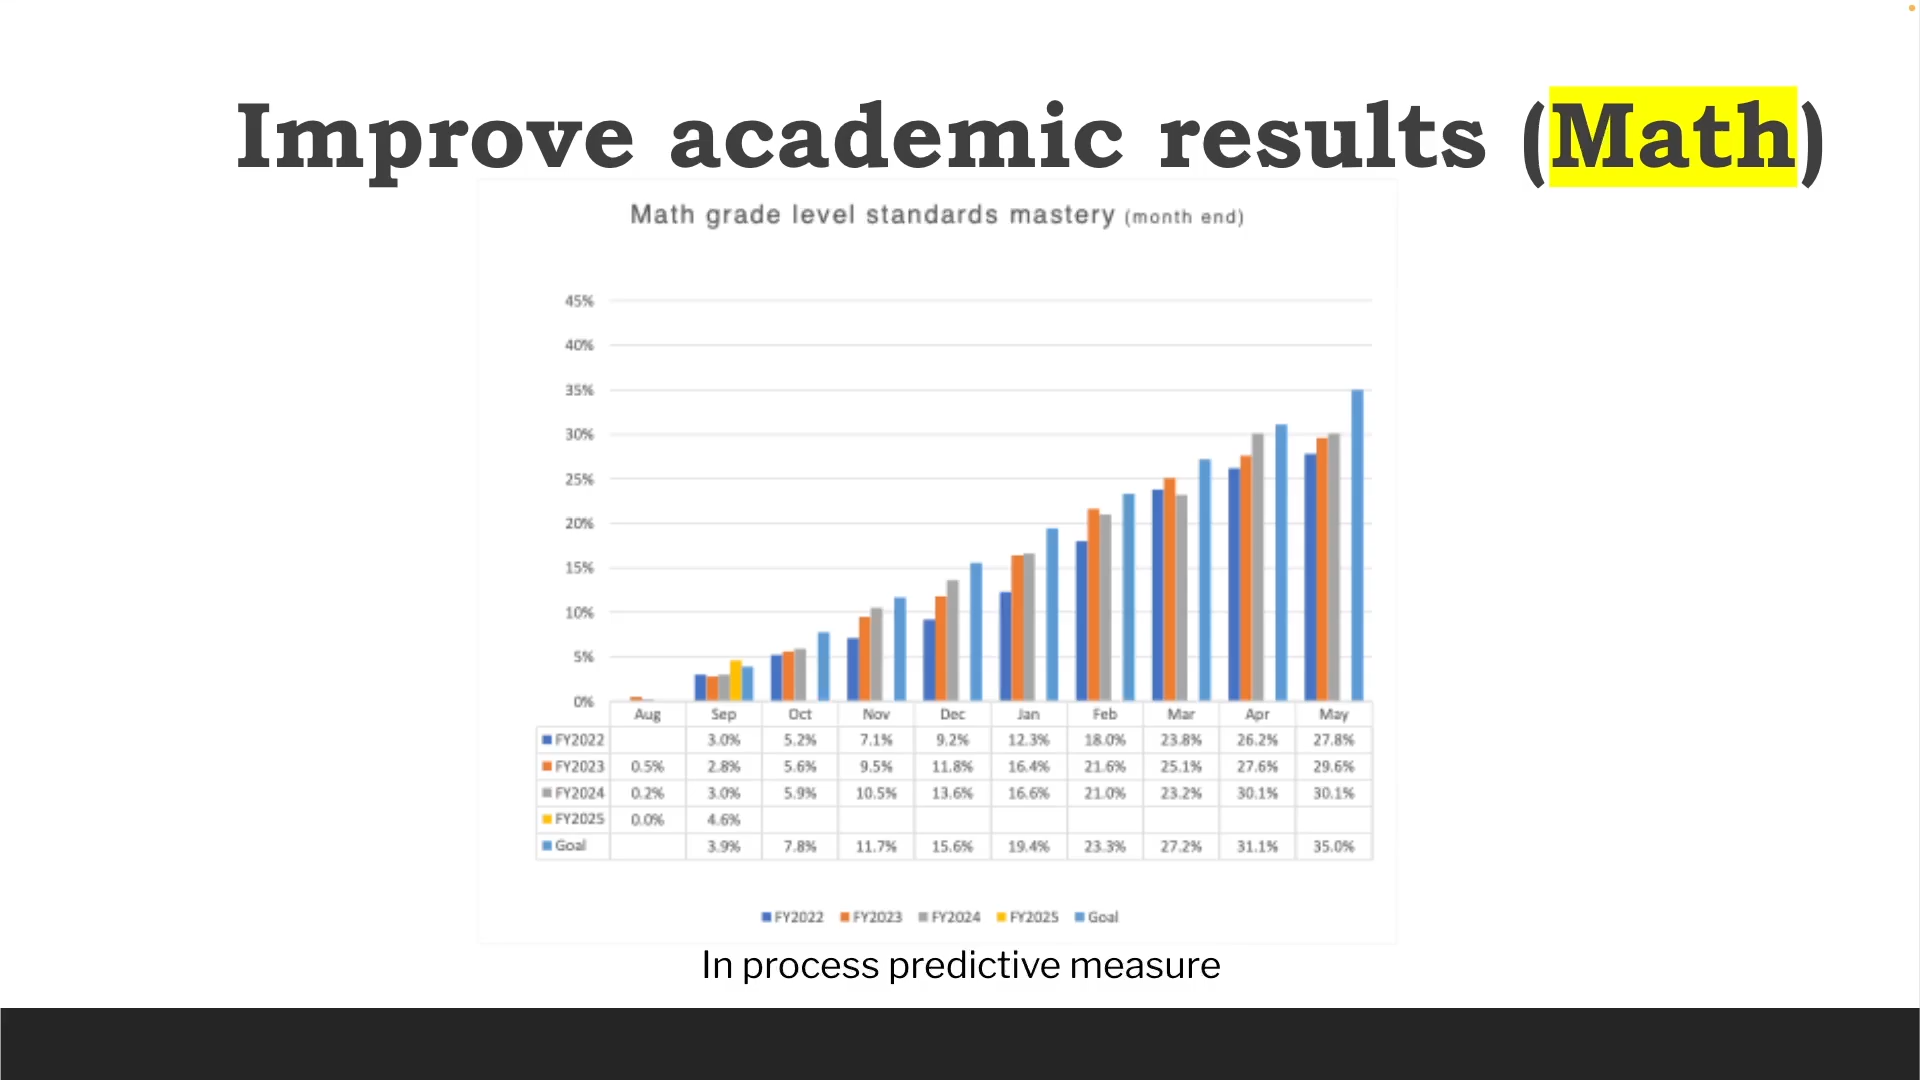 Improve academic results (Math)
Math grade level standards mastery (month end)
45%
40%
35%
30%
25%
20%
15%
10%
5%
0%
Aug Sep Oct Nov Dec Jan Feb Mar Apr May
FY2022 3.0% 5.2% 7.1% 9.2% 12.3% 18.0% 23.8% 26.2% 27.8%
FY2023 0.5% 2.8% 5.6% 9.5% 11.8% 16.4% 21.6% 25.1% 27.6% 29.6%
FY2024 0.2% 3.0% 5.9% 10.5% 13.6% 16.6% 21.0% 23.2% 30.1% 30.1%
FY2025 0.0% 4.6%
Goal 3.9% 7.8% 11.7% 15.6% 19.4% 23.3% 27.2% 31.1% 35.0%
FY2022 FY2023 FY2024 FY2025 Goal
In process predictive measure